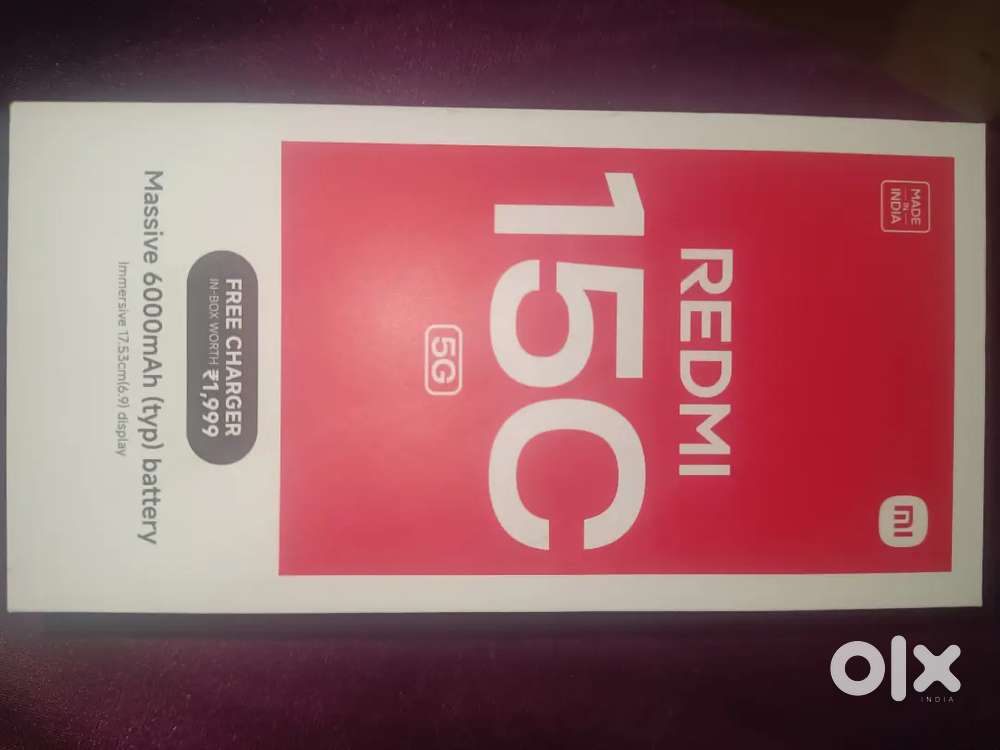 MADE
IN
INDIA
mi
REDMI
15C
5G
FREE CHARGER
IN-BOX WORTH ₹1,999
Massive 6000mAh (typ) battery
Immersive 17.53cm(6.9) display
olx
INDIA